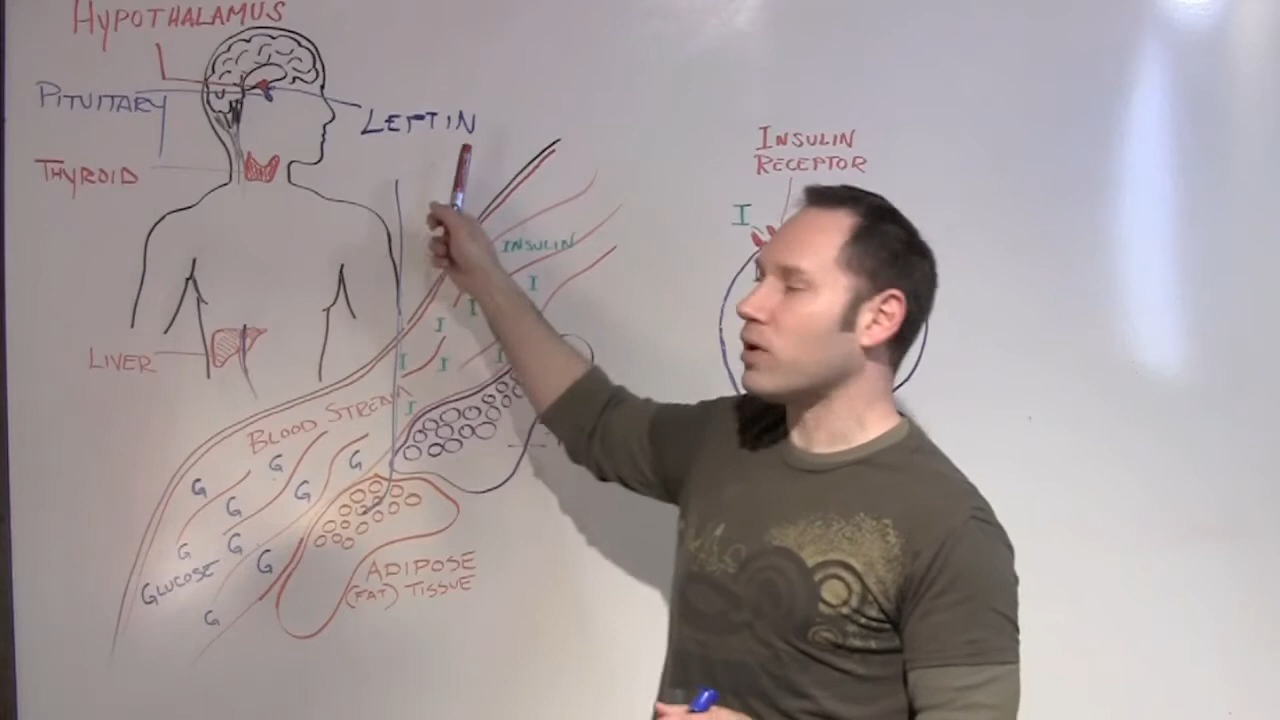 HYPOTHALAMUS
PITUITARY
LEPTIN
THYROID
INSULIN
RECEPTOR
I
INSULIN
I
I
I
I
I
I
I
LIVER
BLOOD STREAM
G
G
G
G
G
G
G
G
GLUCOSE
G
ADIPOSE
(FAT) TISSUE